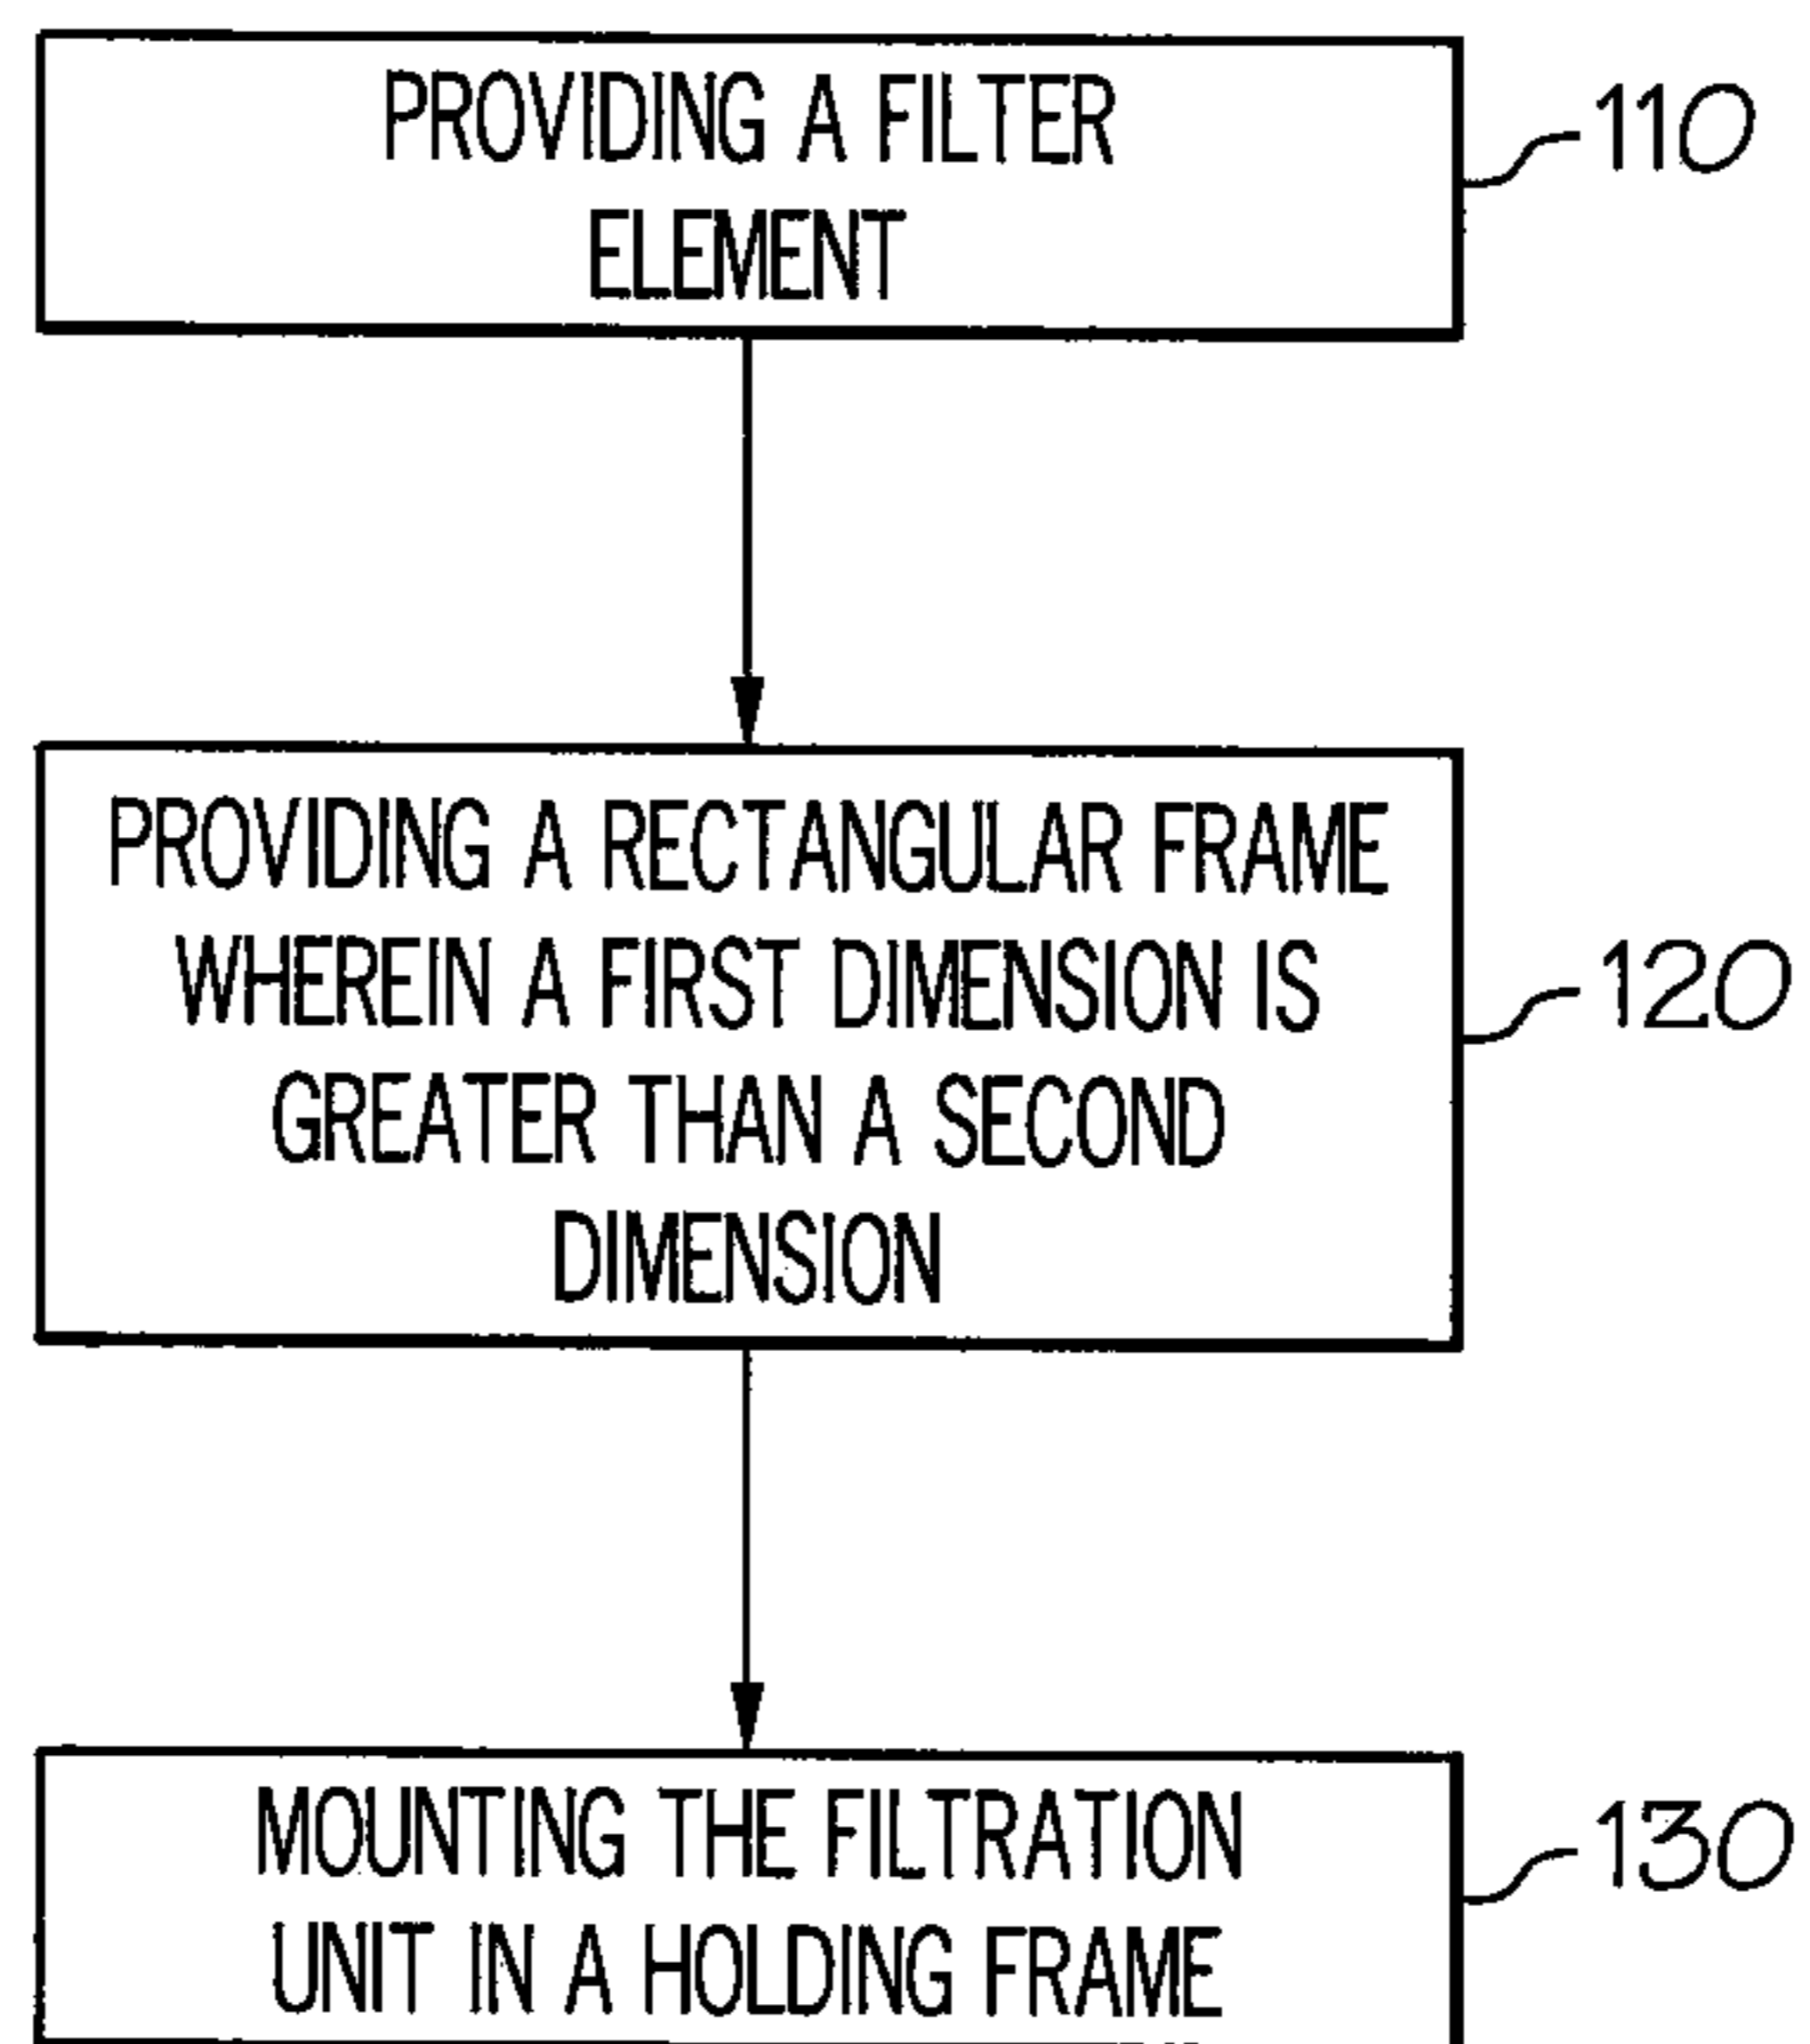 PROVIDING A FILTER
ELEMENT
110
PROVIDING A RECTANGULAR FRAME
WHEREIN A FIRST DIMENSION IS
GREATER THAN A SECOND
DIMENSION
120
MOUNTING THE FILTRATION
UNIT IN A HOLDING FRAME
130